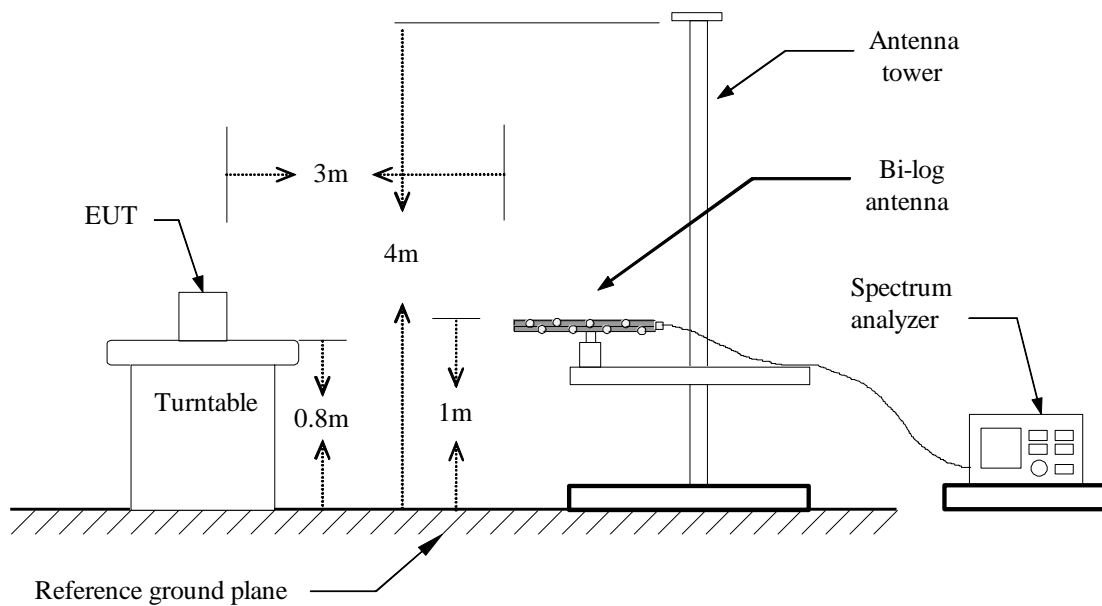 Antenna
tower
3m
Bi-log
antenna
EUT
4m
Spectrum
analyzer
Turntable
0.8m
1m
Reference ground plane